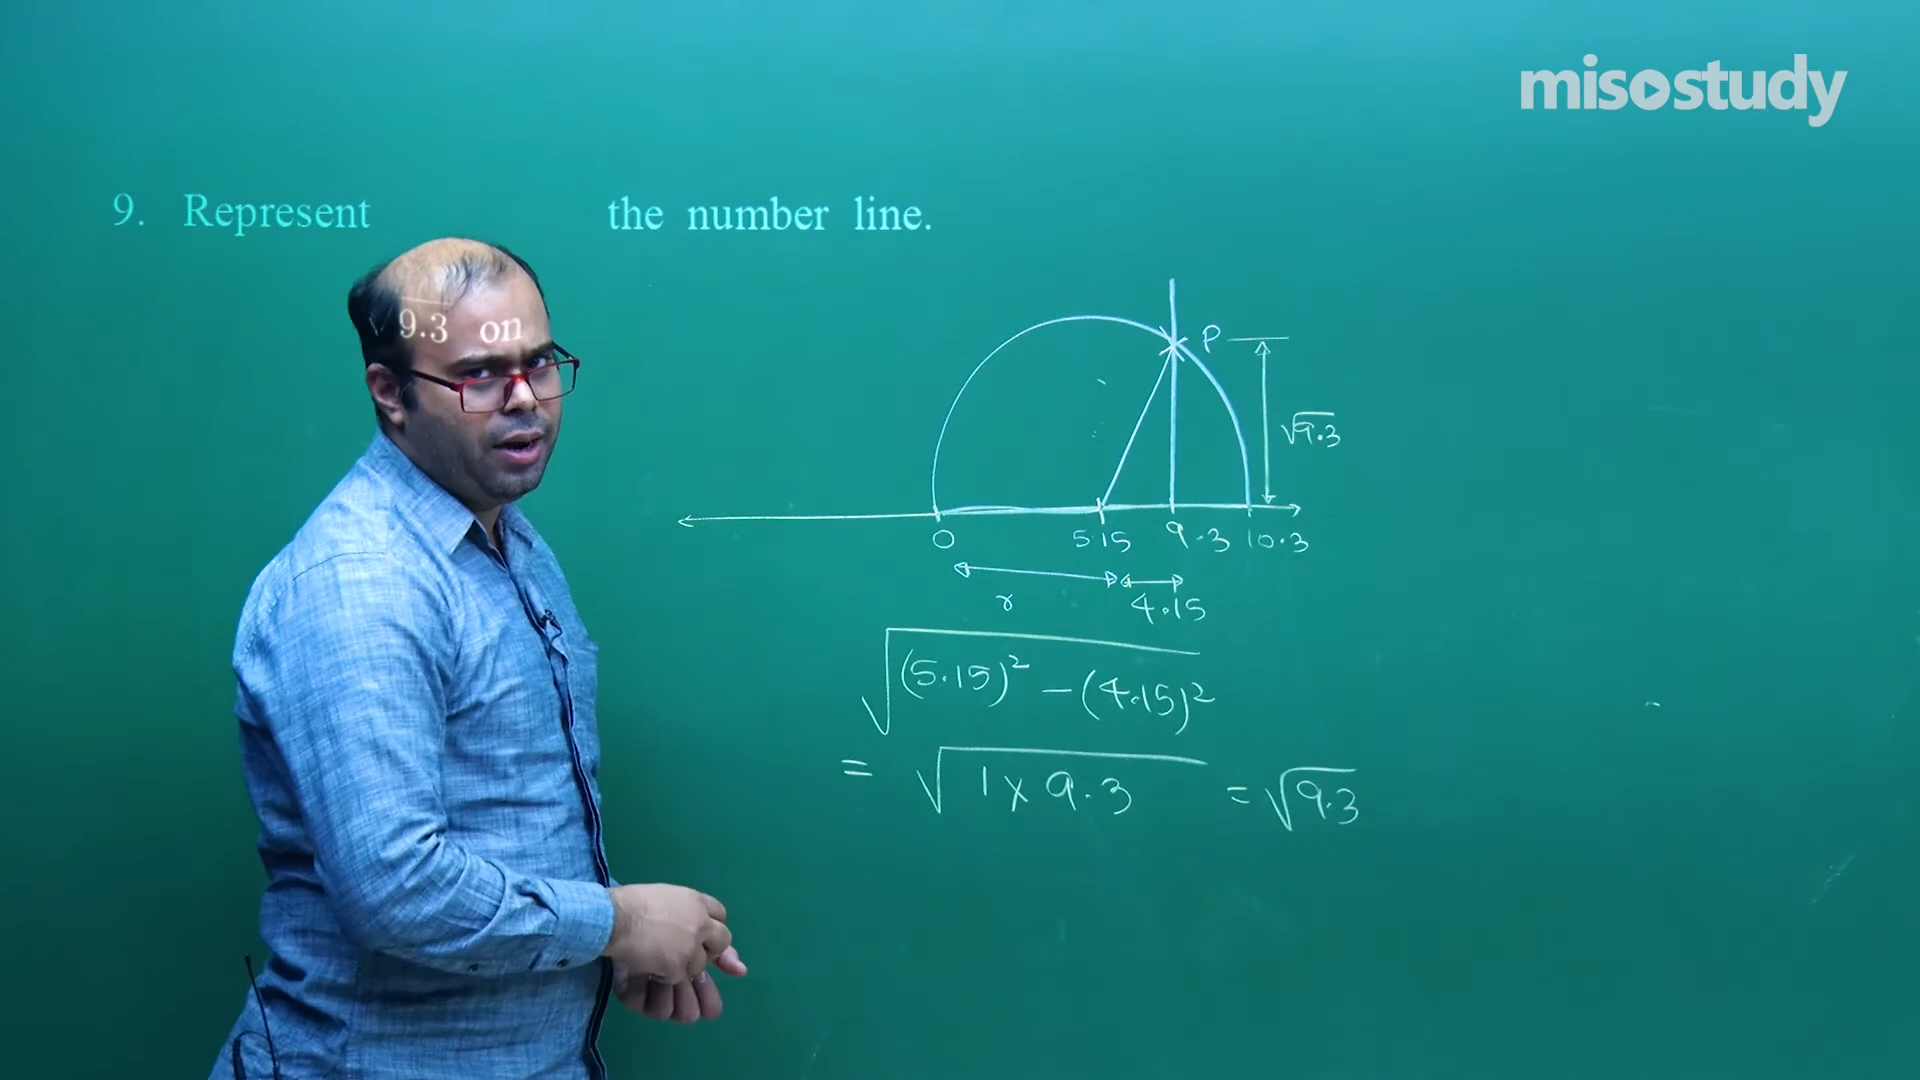 misostudy
9. Represent √9.3 on the number line.
P
√9.3
0 5.15 9.3 10.3
r 4.15
√(5.15)² - (4.15)²
= √1 x 9.3 = √9.3